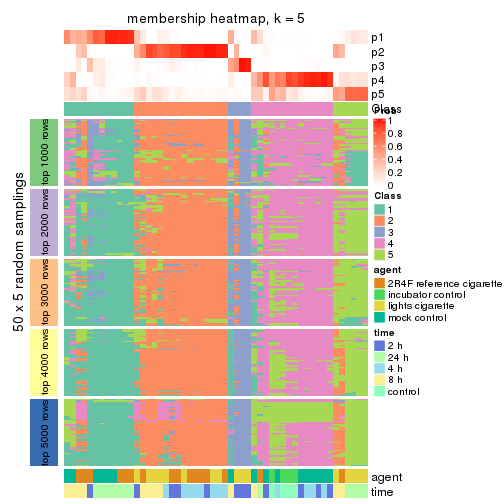 membership heatmap, k = 5
p1
p2
p3
p4
p5
Class
Prob
1
0.8
0.6
0.4
0.2
0
Class
1
2
3
4
5
agent
2R4F reference cigarette
incubator control
lights cigarette
mock control
time
2 h
24 h
4 h
8 h
control
50 x 5 random samplings
top 1000 rows
top 2000 rows
top 3000 rows
top 4000 rows
top 5000 rows
agent
time